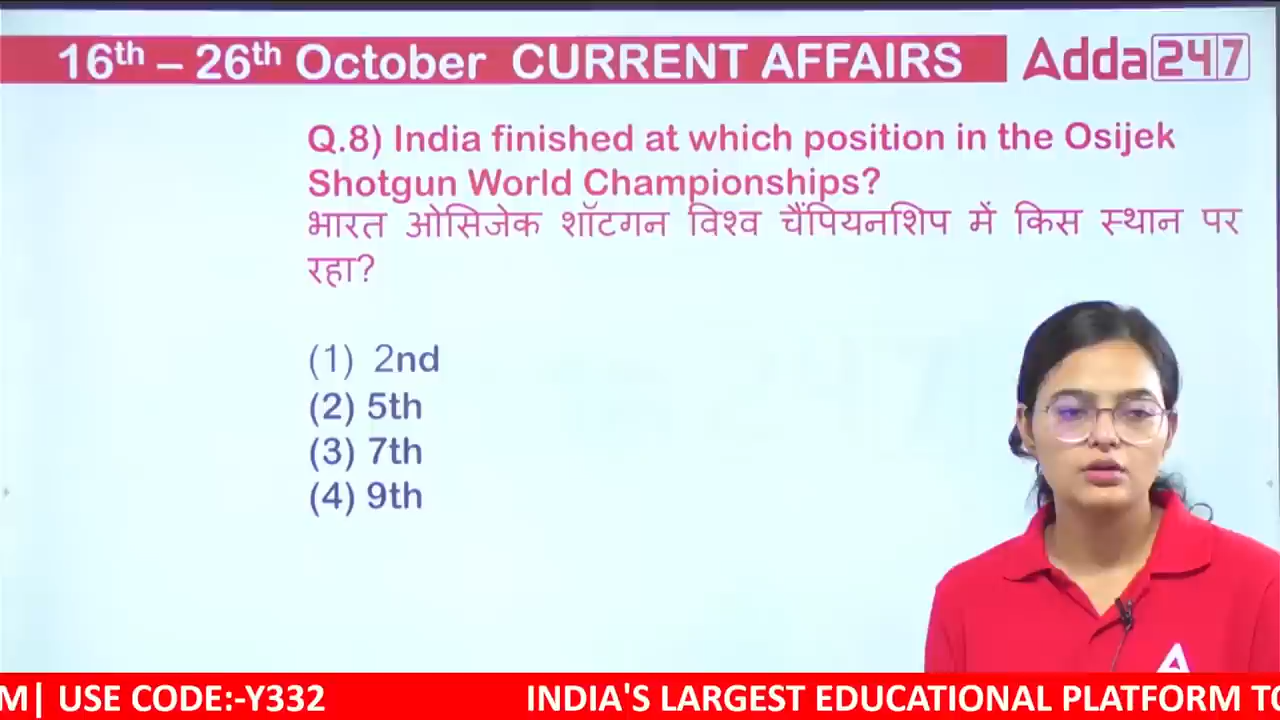 16th – 26th October CURRENT AFFAIRS Adda247
Q.8) India finished at which position in the Osijek
Shotgun World Championships?
भारत ओसिजेक शॉटगन विश्व चैंपियनशिप में किस स्थान पर
रहा?
(1) 2nd
(2) 5th
(3) 7th
(4) 9th
M| USE CODE:-Y332 INDIA'S LARGEST EDUCATIONAL PLATFORM TO